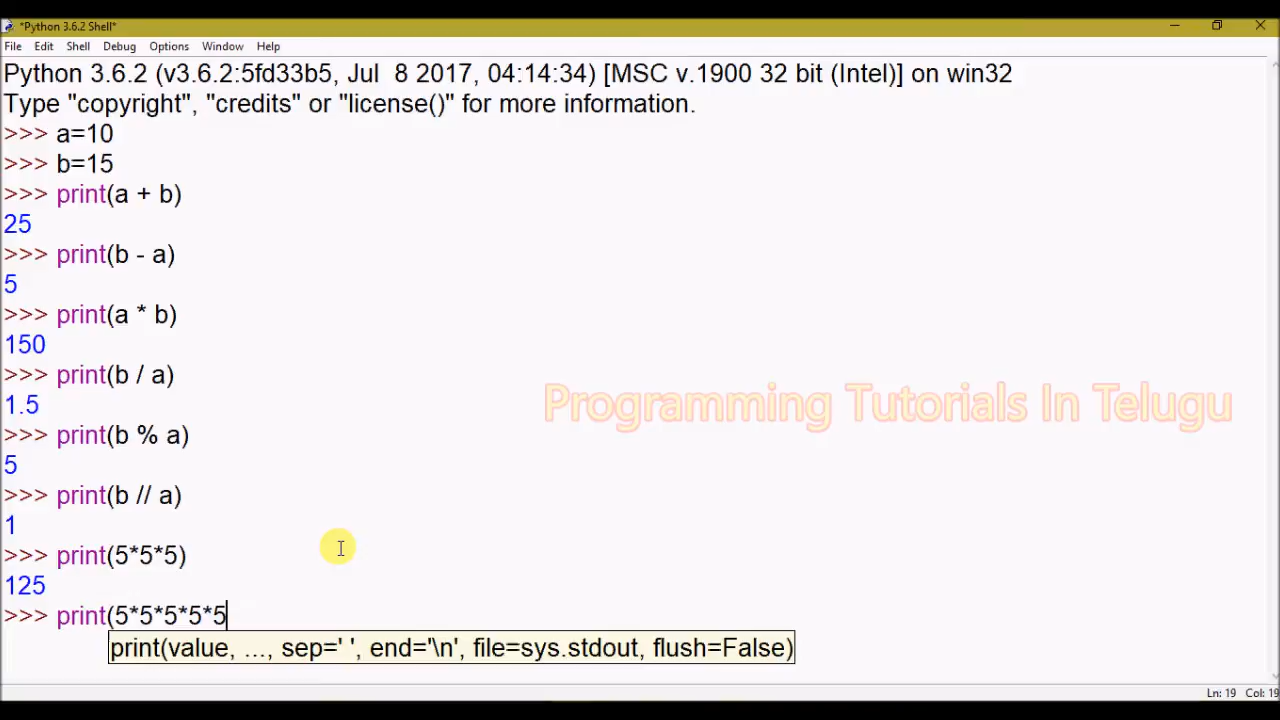 *Python 3.6.2 Shell*
File Edit Shell Debug Options Window Help
Python 3.6.2 (v3.6.2:5fd33b5, Jul  8 2017, 04:14:34) [MSC v.1900 32 bit (Intel)] on win32
Type "copyright", "credits" or "license()" for more information.
>>> a=10
>>> b=15
>>> print(a + b)
25
>>> print(b - a)
5
>>> print(a * b)
150
>>> print(b / a)
1.5
Programming Tutorials In Telugu
>>> print(b % a)
5
>>> print(b // a)
1
>>> print(5*5*5)
125
>>> print(5*5*5*5*5
print(value, ..., sep=' ', end='\n', file=sys.stdout, flush=False)
Ln: 19 Col: 19